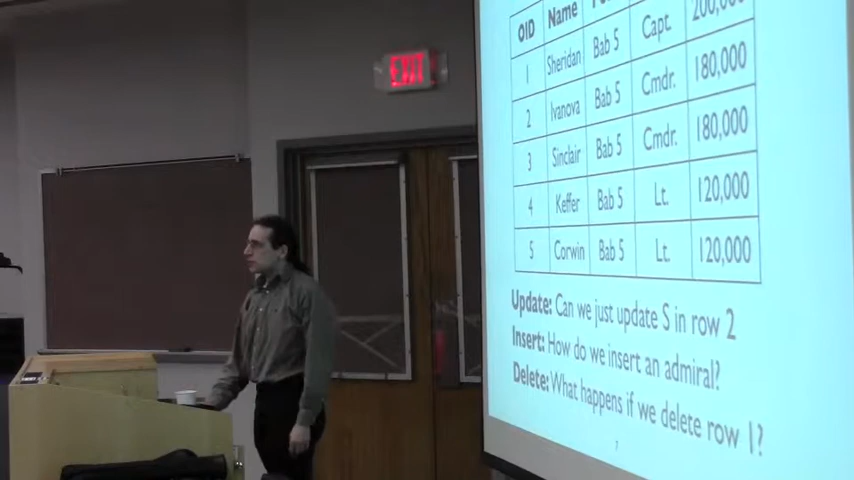 EXIT
OID Name
1 Sheridan Bab 5 Capt. 200,000
2 Ivanova Bab 5 Cmdr. 180,000
3 Sinclair Bab 5 Cmdr. 180,000
4 Keffer Bab 5 Lt. 120,000
5 Corwin Bab 5 Lt. 120,000
Update: Can we just update S in row 2
Insert: How do we insert an admiral?
Delete: What happens if we delete row 1?